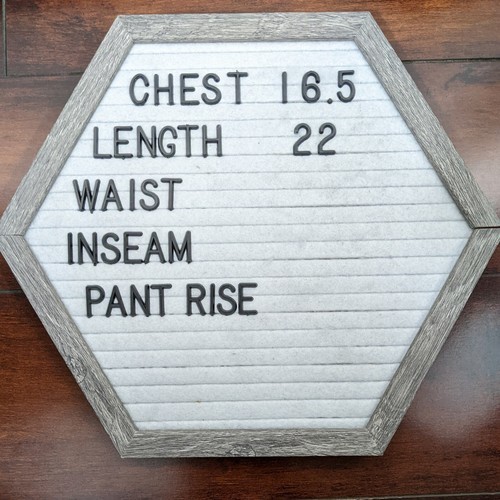 CHEST 16.5
LENGTH 22
WAIST
INSEAM
PANT RISE